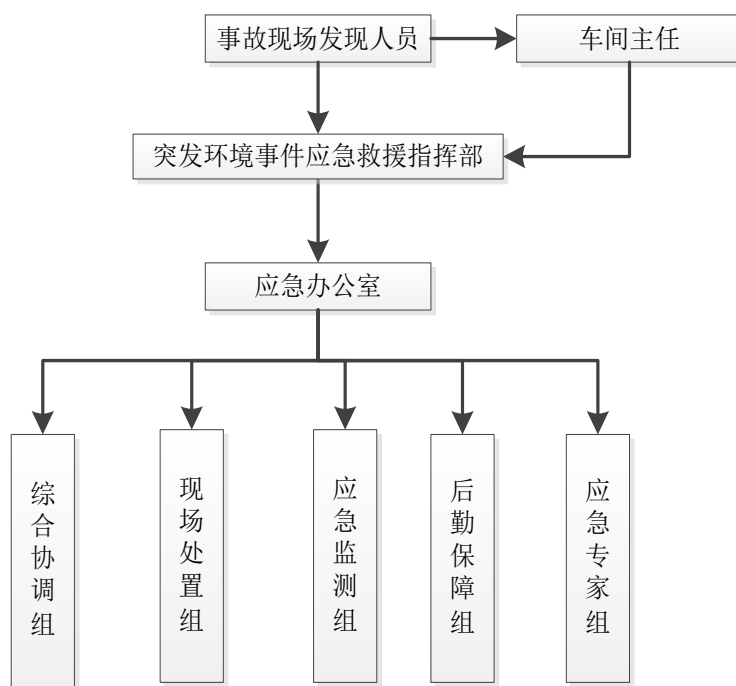 事故现场发现人员
车间主任
突发环境事件应急救援指挥部
应急办公室
综合协调组
现场处置组
应急监测组
后勤保障组
应急专家组